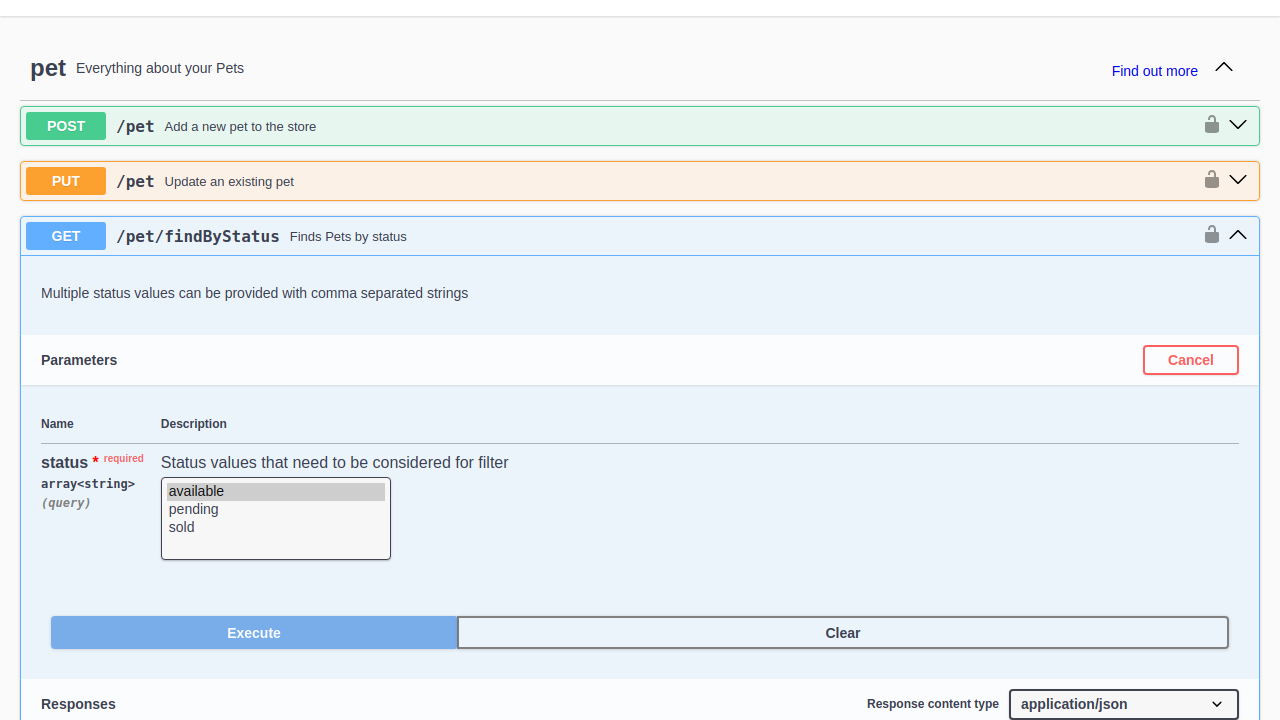 pet Everything about your Pets Find out more
POST /pet Add a new pet to the store
PUT /pet Update an existing pet
GET /pet/findByStatus Finds Pets by status
Multiple status values can be provided with comma separated strings
Parameters Cancel
Name Description
status * required Status values that need to be considered for filter
array<string>
(query)
available
pending
sold
Execute Clear
Responses Response content type application/json